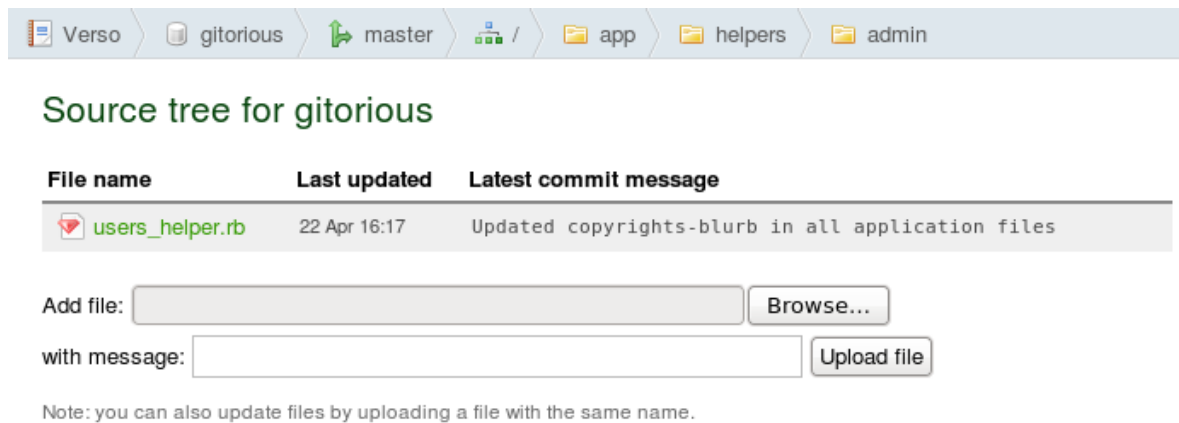 Verso gitorious master / app helpers admin
Source tree for gitorious
File name Last updated Latest commit message
users_helper.rb 22 Apr 16:17 Updated copyrights-blurb in all application files
Add file: Browse...
with message: Upload file
Note: you can also update files by uploading a file with the same name.